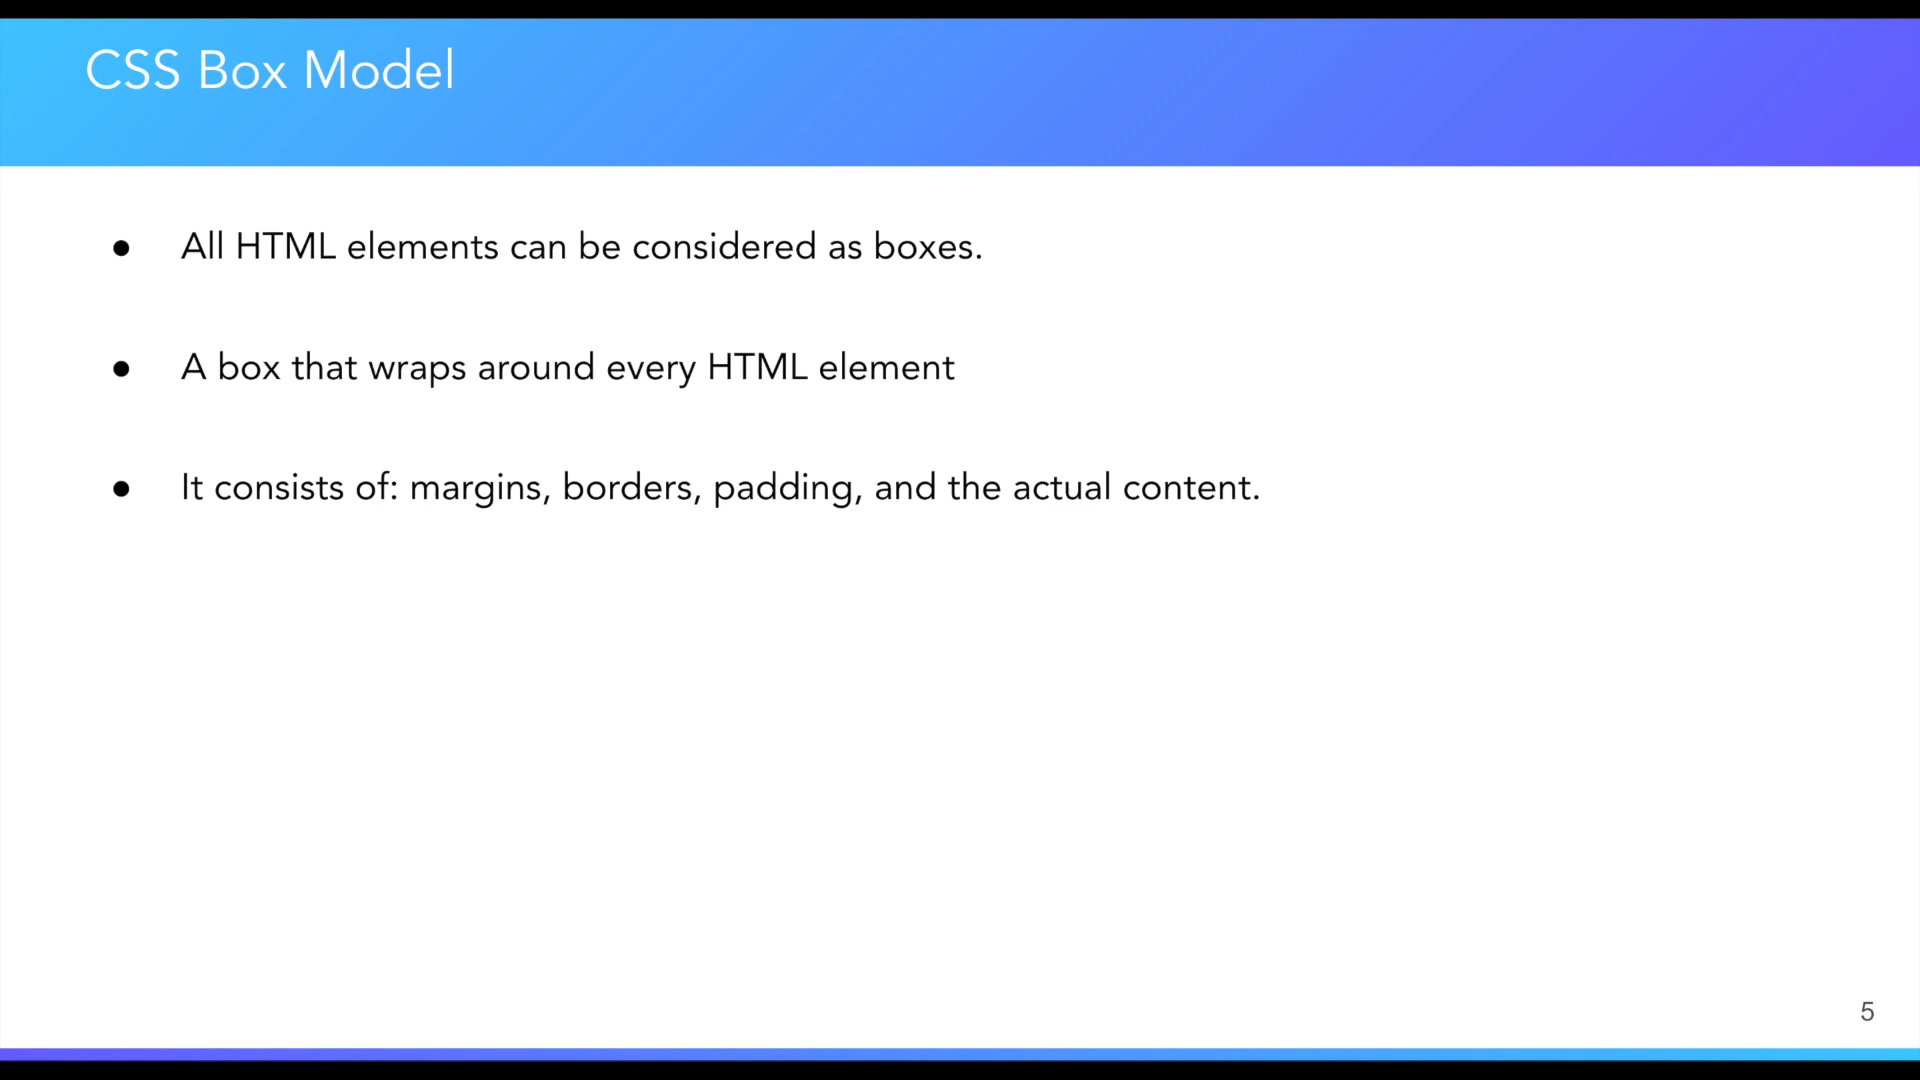 CSS Box Model
● All HTML elements can be considered as boxes.
● A box that wraps around every HTML element
● It consists of: margins, borders, padding, and the actual content.
5